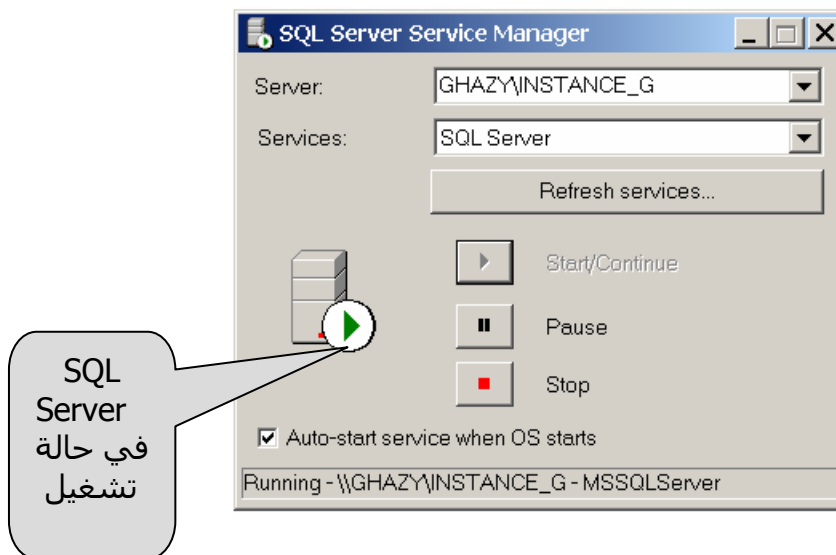 SQL Server Service Manager
Server: GHAZY\INSTANCE_G
Services: SQL Server
Refresh services...
Start/Continue
Pause
Stop
Auto-start service when OS starts
Running - \\GHAZY\INSTANCE_G - MSSQLServer
SQL
Server
في حالة
تشغيل